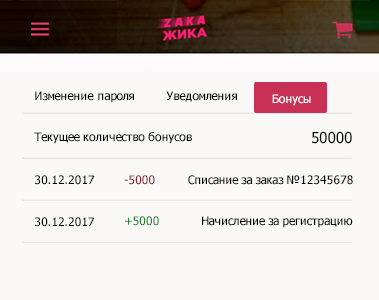 ZAKA
ЖИКА
Изменение пароля Уведомления Бонусы
Текущее количество бонусов 50000
30.12.2017 -5000 Списание за заказ №12345678
30.12.2017 +5000 Начисление за регистрацию